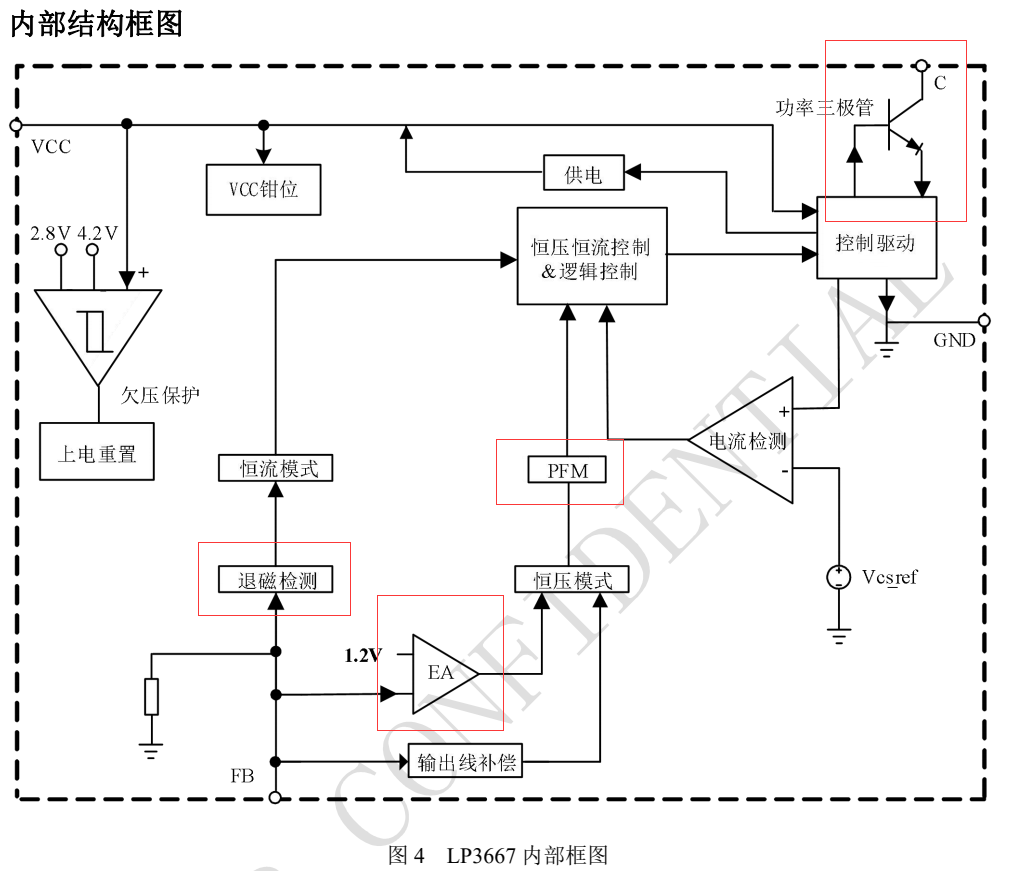 内部结构框图
C
功率三极管
VCC
供电
VCC钳位
2.8V 4.2V
+
恒压恒流控制
&逻辑控制
控制驱动
GND
欠压保护
上电重置
恒流模式
PFM
+
电流检测
-
退磁检测
恒压模式
Vcs_ref
1.2V
EA
FB
输出线补偿
CONFIDENTIAL
图 4 LP3667 内部框图